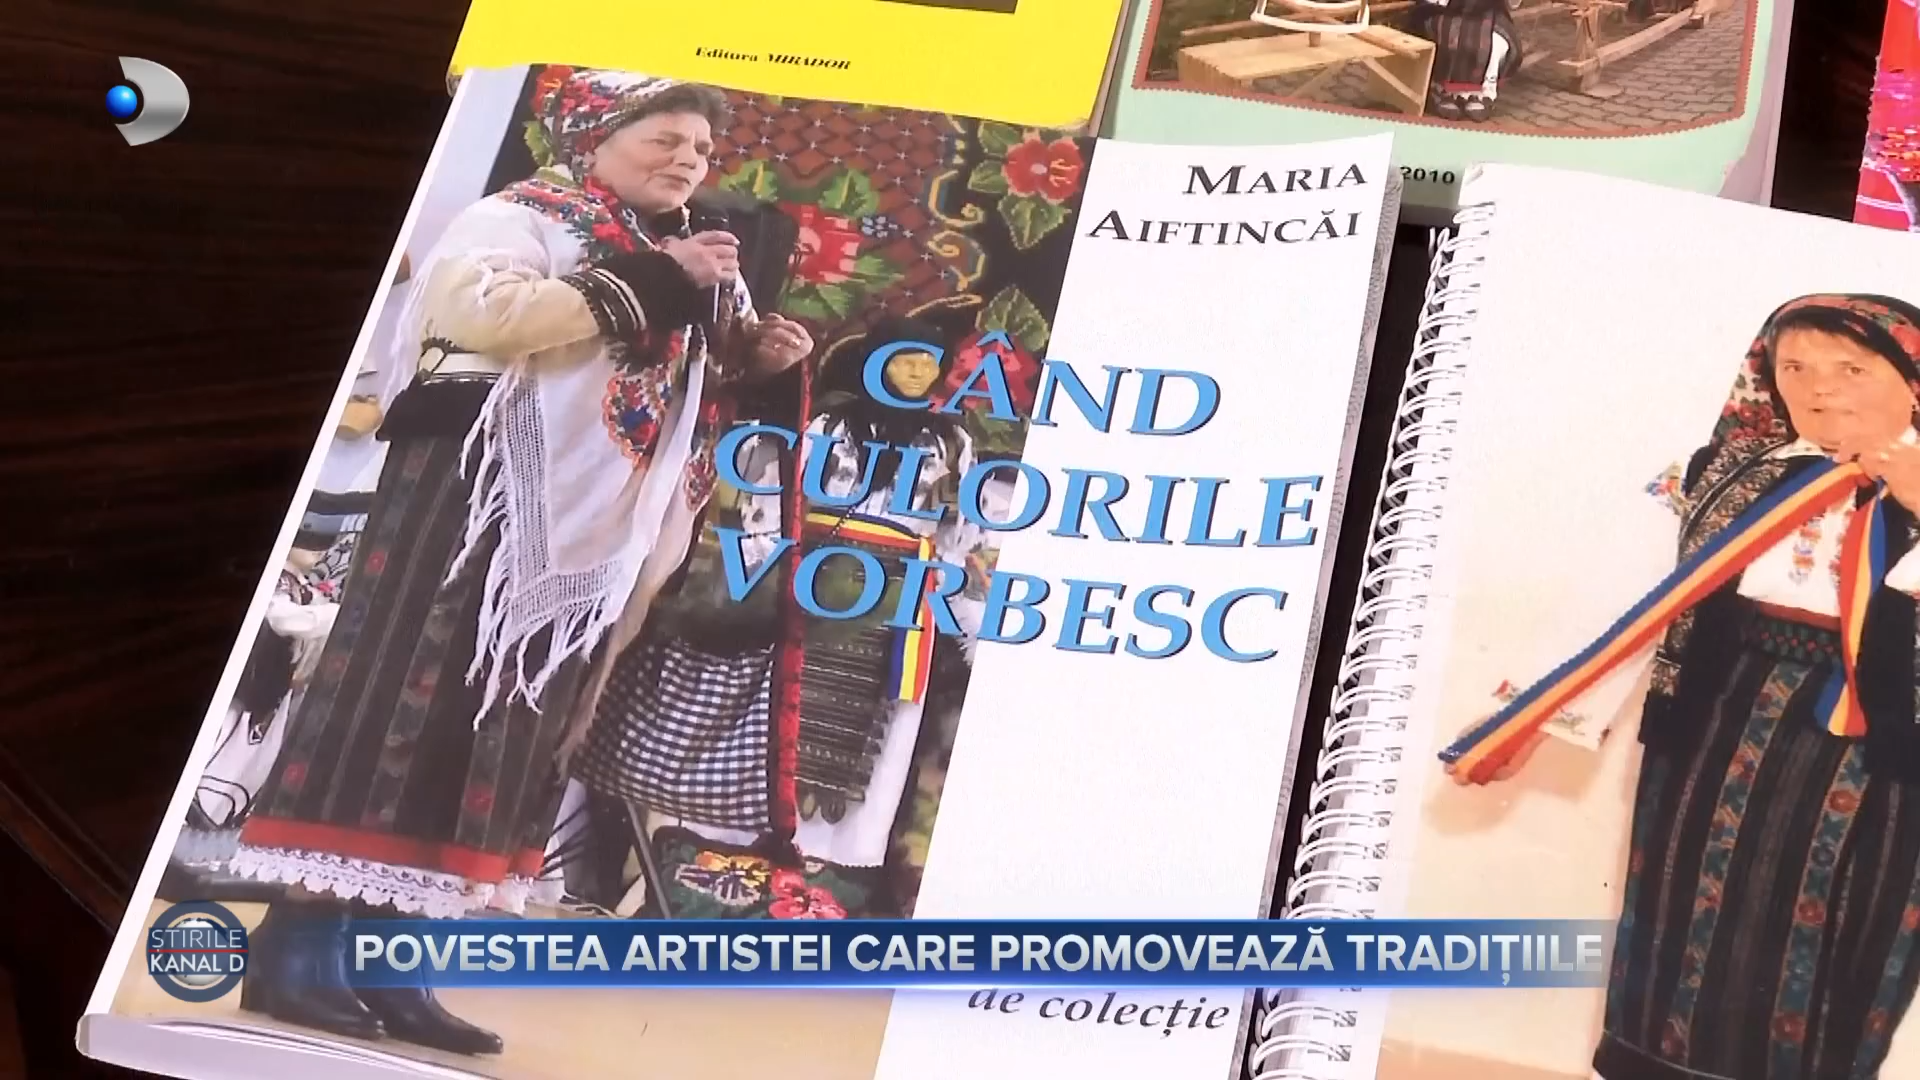 Editura MIRADOR
2010
MARIA
AIFTINCĂI
CÂND
CULORILE
VORBESC
ȘTIRILE
KANAL D
POVESTEA ARTISTEI CARE PROMOVEAZĂ TRADIȚIILE
de colecție